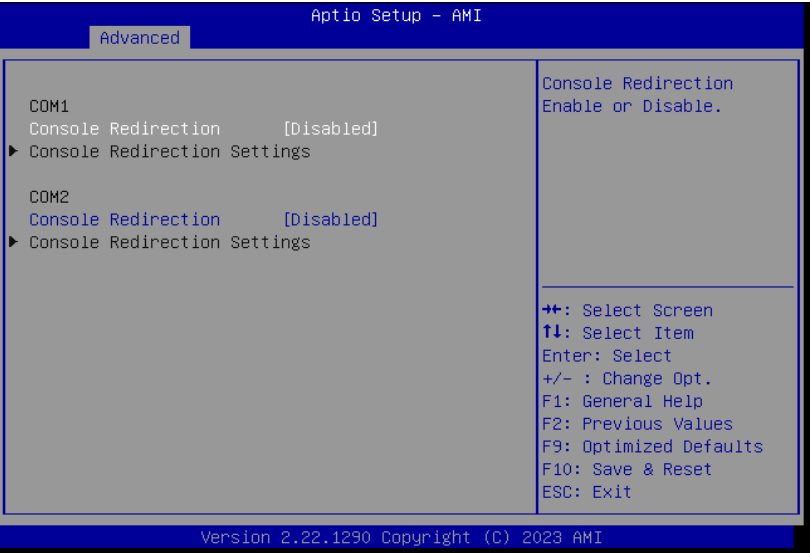 Aptio Setup – AMI
Advanced
COM1
Console Redirection [Disabled]
▶ Console Redirection Settings
COM2
Console Redirection [Disabled]
▶ Console Redirection Settings
Console Redirection
Enable or Disable.
→←: Select Screen
↑↓: Select Item
Enter: Select
+/- : Change Opt.
F1: General Help
F2: Previous Values
F9: Optimized Defaults
F10: Save & Reset
ESC: Exit
Version 2.22.1290 Copyright (C) 2023 AMI